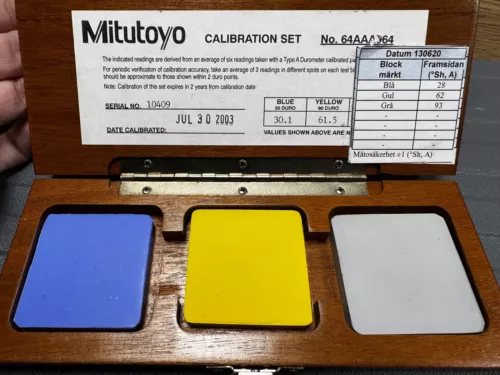 Mitutoyo CALIBRATION SET No. 64AAA964
The indicated readings are derived from an average of six readings taken with a Type A Durometer calibrated
For periodic verification of calibration accuracy, take an average of 3 readings in different spots on each test
should be approximate to those shown within 2 duro points.
Note: Calibration of this set expires in 2 years from calibration date
SERIAL NO. 10409
JUL 30 2003
DATE CALIBRATED:
BLUE YELLOW
30 DURO 60 DURO
30.1 61.5
VALUES SHOWN ABOVE ARE
Datum 130620
Block märkt Framsidan (°Sh, A)
Blå 28
Gul 62
Grå 93
- -
- -
- -
Mätosäkerhet ±1 (°Sh, A)